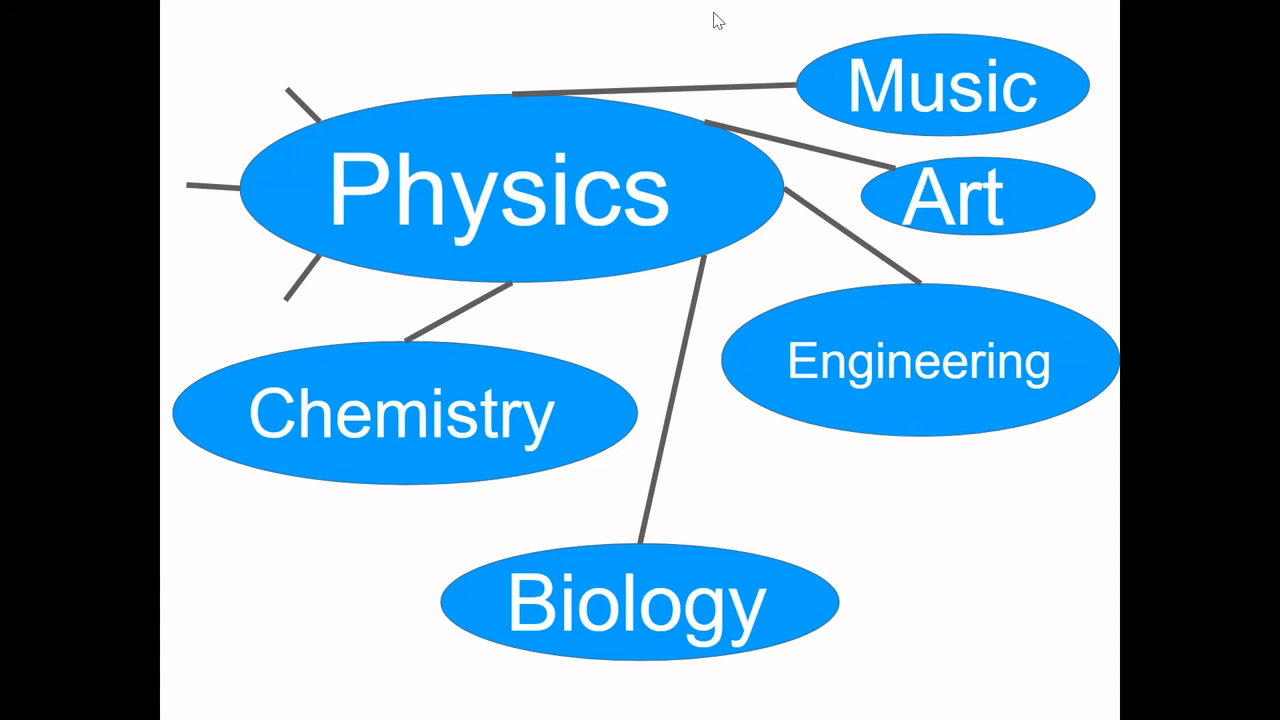 Music
Physics
Art
Engineering
Chemistry
Biology